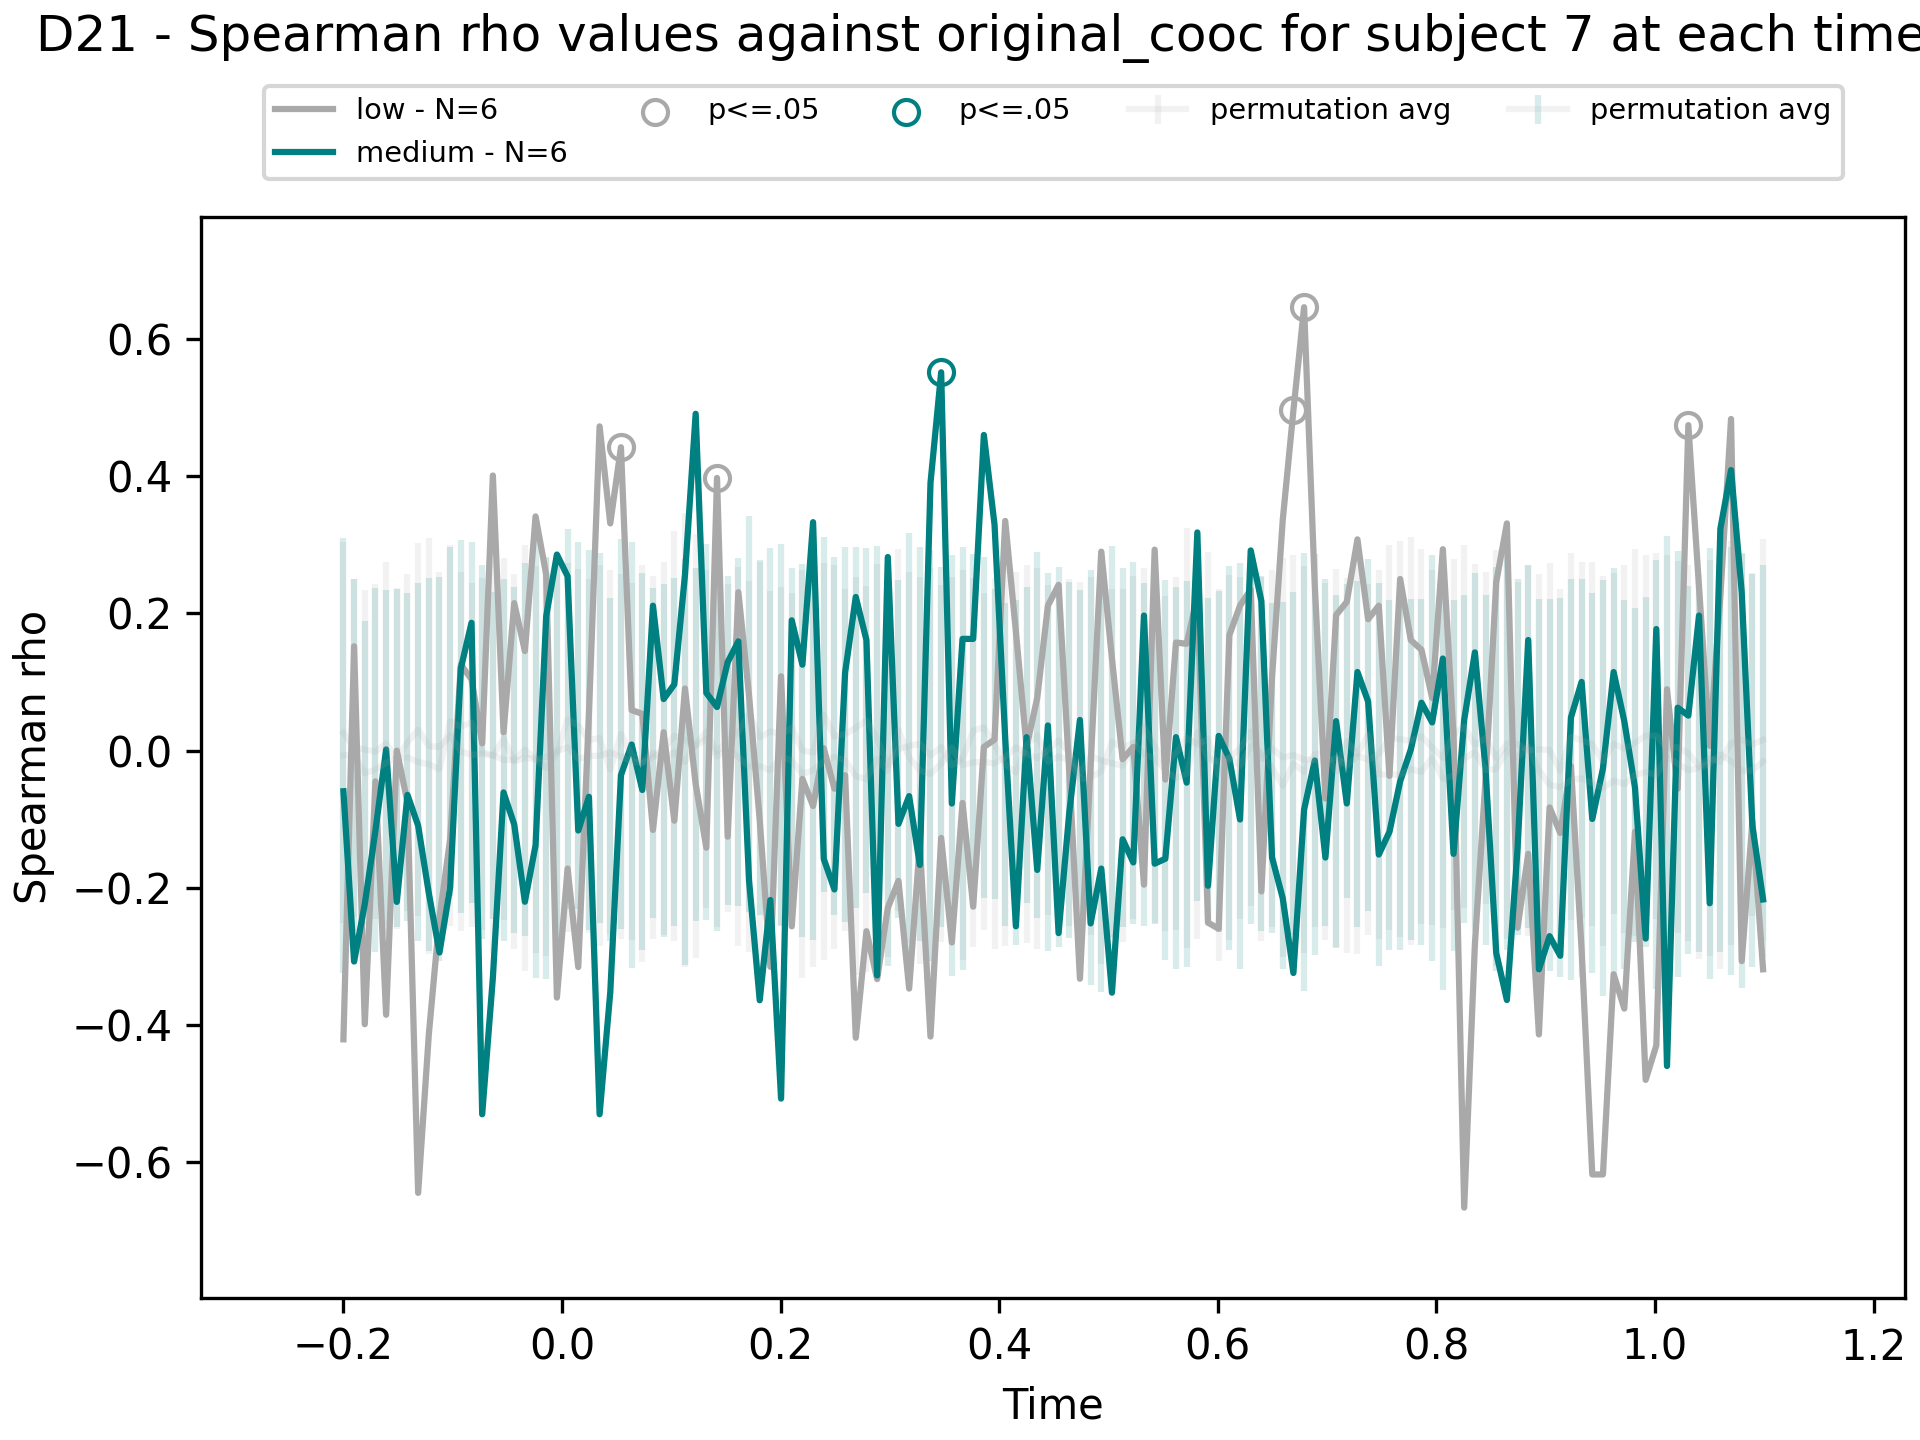 D21 - Spearman rho values against original_cooc for subject 7 at each time
low - N=6
medium - N=6
p<=.05
p<=.05
permutation avg
permutation avg
Spearman rho
0.6
0.4
0.2
0.0
−0.2
−0.4
−0.6
−0.2
0.0
0.2
0.4
0.6
0.8
1.0
1.2
Time